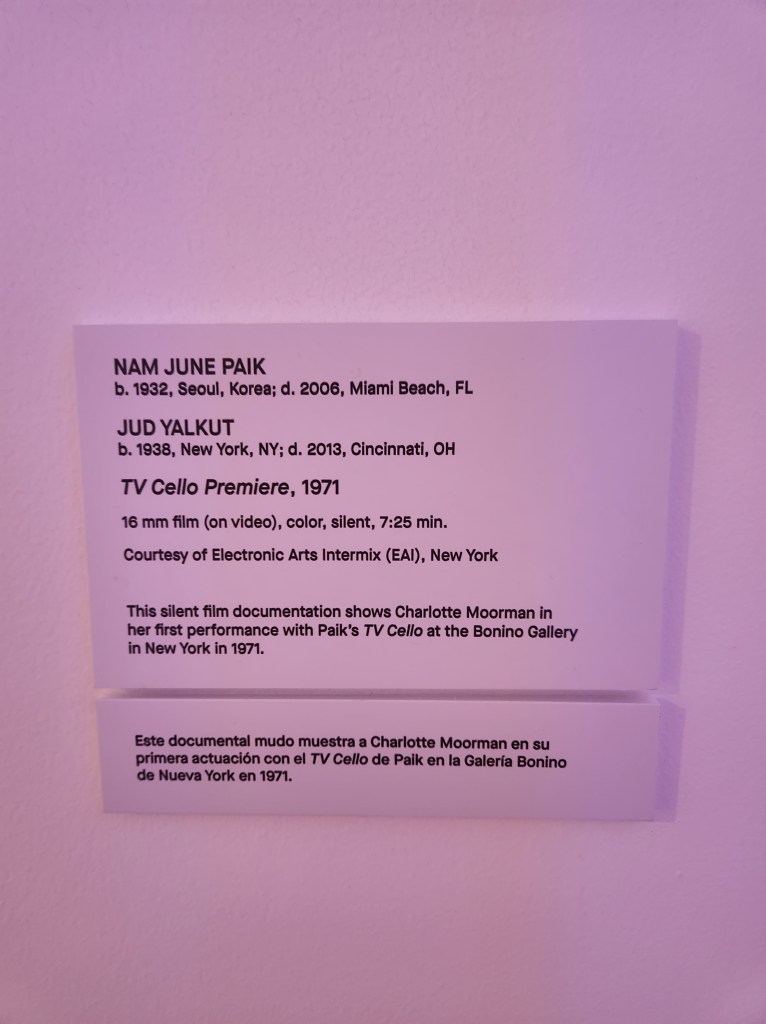 NAM JUNE PAIK
b. 1932, Seoul, Korea; d. 2006, Miami Beach, FL
JUD YALKUT
b. 1938, New York, NY; d. 2013, Cincinnati, OH
TV Cello Premiere, 1971
16 mm film (on video), color, silent, 7:25 min.
Courtesy of Electronic Arts Intermix (EAI), New York
This silent film documentation shows Charlotte Moorman in
her first performance with Paik's TV Cello at the Bonino Gallery
in New York in 1971.
Este documental mudo muestra a Charlotte Moorman en su
primera actuación con el TV Cello de Paik en la Galería Bonino
de Nueva York en 1971.